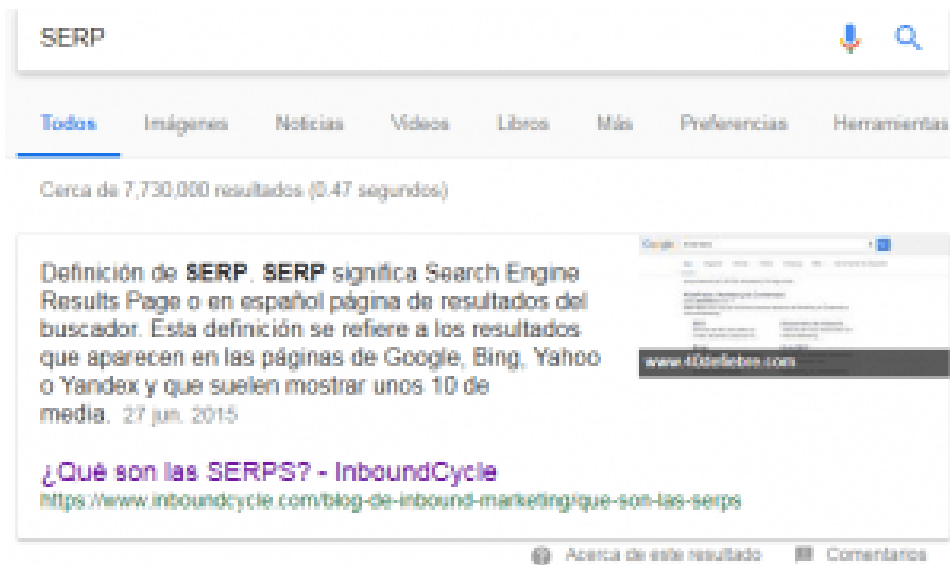 SERP
Todos Imágenes Noticias Videos Libros Más Preferencias Herramientas
Cerca de 7,730,000 resultados (0.47 segundos)
Definición de SERP. SERP significa Search Engine
Results Page o en español página de resultados del
buscador. Esta definición se refiere a los resultados
que aparecen en las páginas de Google, Bing, Yahoo
o Yandex y que suelen mostrar unos 10 de
media. 27 jun. 2015
Google
¿Qué son las SERPS? - InboundCycle
https://www.inboundcycle.com/blog-de-inbound-marketing/que-son-las-serps
Acerca de este resultado Comentarios